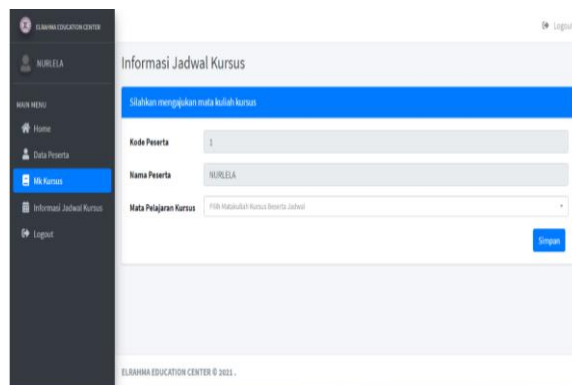 ELRAHMA EDUCATION CENTER
Logout
NURLELA
Informasi Jadwal Kursus
MAIN MENU
Silahkan mengajukan mata kuliah kursus
Home
Data Peserta
Mk Kursus
Informasi Jadwal Kursus
Logout
Kode Peserta
1
Nama Peserta
NURLELA
Mata Pelajaran Kursus
Pilih Matakuliah Kursus Beserta Jadwal
Simpan
ELRAHMA EDUCATION CENTER © 2021 .